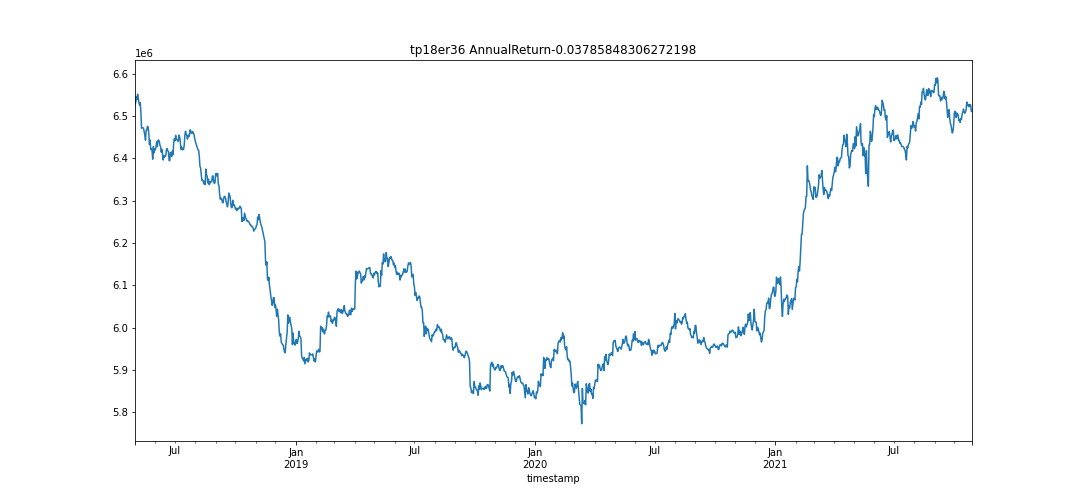 tp18er36 AnnualReturn-0.03785848306272198
1e6
6.6
6.5
6.4
6.3
6.2
6.1
6.0
5.9
5.8
Jul
Jan
2019
Jul
Jan
2020
Jul
Jan
2021
Jul
timestamp